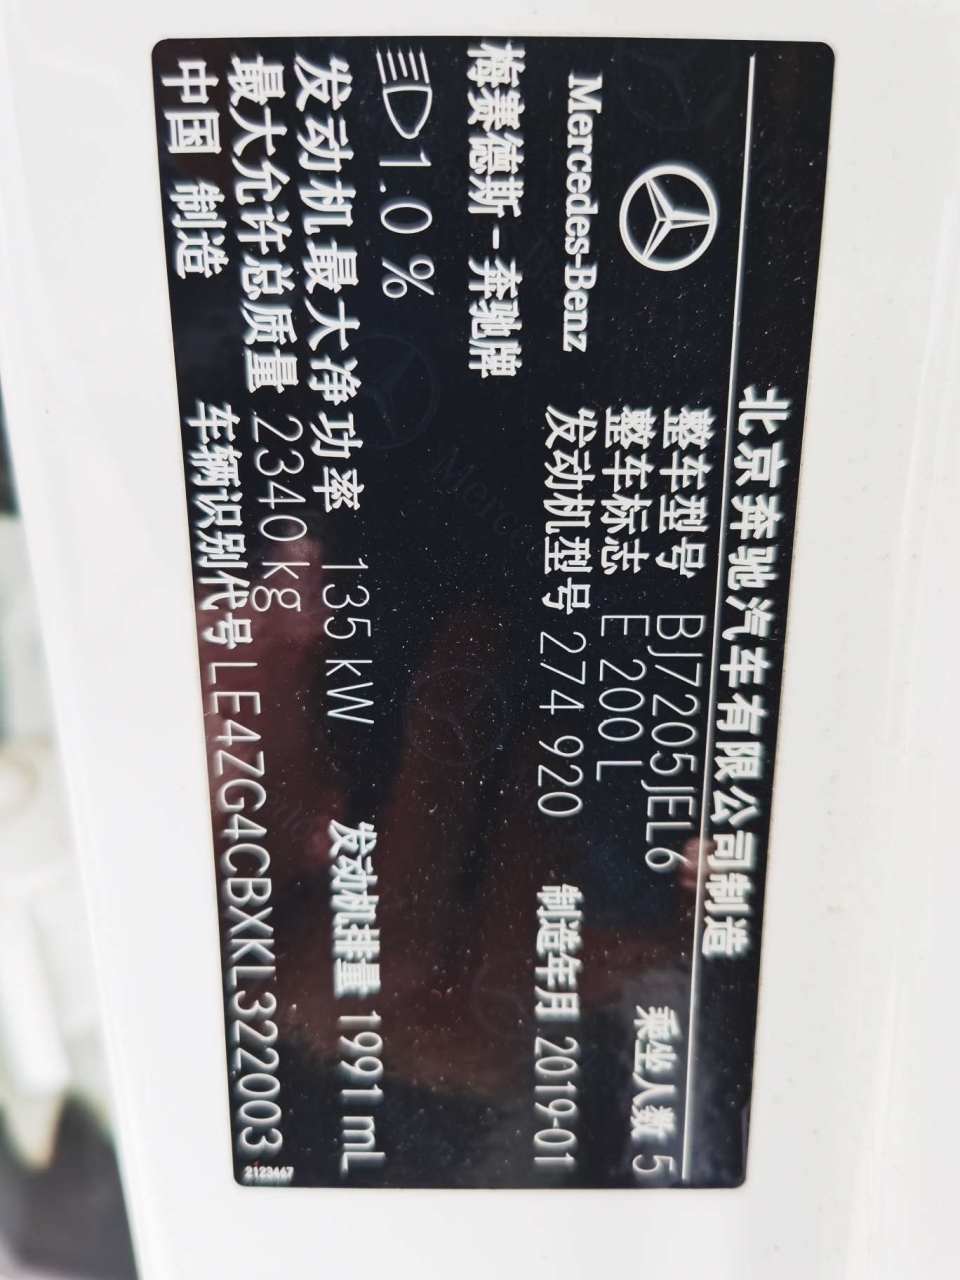 北京奔驰汽车有限公司制造
整车型号 BJ7205JEL6 乘坐人数 5
整车标志 E 200 L
Mercedes-Benz 发动机型号 274 920 制造年月 2019-01
梅赛德斯-奔驰牌
1.0 %
发动机最大净功率 135 kW 发动机排量 1991 mL
最大允许总质量 2340 kg
中国 制造 车辆识别代号 LE4ZG4CBXKL322003
2123467